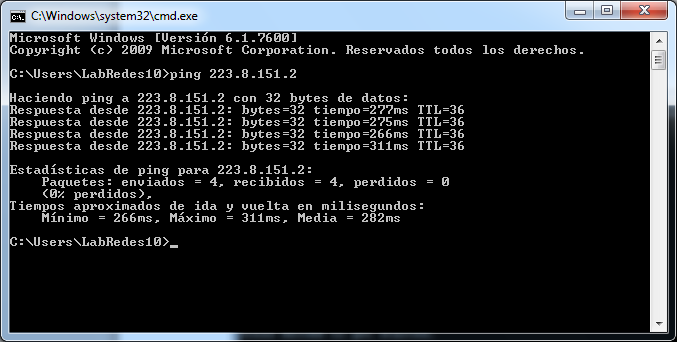 C:\Windows\system32\cmd.exe
Microsoft Windows [Versión 6.1.7600]
Copyright (c) 2009 Microsoft Corporation. Reservados todos los derechos.
C:\Users\LabRedes10>ping 223.8.151.2
Haciendo ping a 223.8.151.2 con 32 bytes de datos:
Respuesta desde 223.8.151.2: bytes=32 tiempo=277ms TTL=36
Respuesta desde 223.8.151.2: bytes=32 tiempo=275ms TTL=36
Respuesta desde 223.8.151.2: bytes=32 tiempo=266ms TTL=36
Respuesta desde 223.8.151.2: bytes=32 tiempo=311ms TTL=36
Estadísticas de ping para 223.8.151.2:
Paquetes: enviados = 4, recibidos = 4, perdidos = 0
(0% perdidos),
Tiempos aproximados de ida y vuelta en milisegundos:
Mínimo = 266ms, Máximo = 311ms, Media = 282ms
C:\Users\LabRedes10>_